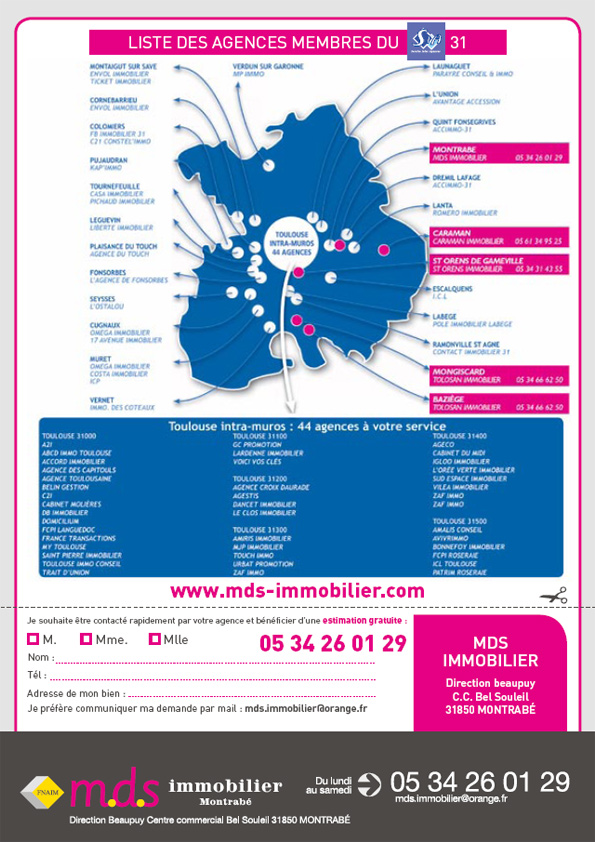 LISTE DES AGENCES MEMBRES DU
31
MONTAIGUT SUR SAVE
ENVOL IMMOBILIER
TICKET IMMOBILIER
CORNEBARRIEU
ENVOL IMMOBILIER
COLOMIERS
FB IMMOBILIER 31
C21 CONSTEL'IMMO
PUJAUDRAN
KAP'IMMO
TOURNEFEUILLE
CASA IMMOBILIER
PICHAUD IMMOBILIER
LEGUEVIN
LIBERTE IMMOBILIER
PLAISANCE DU TOUCH
AGENCE DU TOUCH
FONSORBES
L'AGENCE DE FONSORBES
SEYSSES
L'OSTALOU
CUGNAUX
OMEGA IMMOBILIER
17 AVENUE IMMOBILIER
MURET
OMEGA IMMOBILIER
COSTA IMMOBILIER
ICP
VERNET
IMMO. DES COTEAUX
VERDUN SUR GARONNE
MP IMMO
TOULOUSE
INTRA-MUROS
44 AGENCES
LAUNAGUET
PARAYRE CONSEIL & IMMO
L'UNION
AVANTAGE ACCESSION
QUINT FONSEGRIVES
ACCIMMO-31
MONTRABE
MDS IMMOBILIER 05 34 26 01 29
DREMIL LAFAGE
ACCIMMO-31
LANTA
ROMERO IMMOBILIER
CARAMAN
CARAMAN IMMOBILIER 05 61 34 95 25
ST ORENS DE GAMEVILLE
ST ORENS IMMOBILIER 05 34 31 43 55
ESCALQUENS
I.C.L
LABEGE
POLE IMMOBILIER LABEGE
RAMONVILLE ST AGNE
CONTACT IMMOBILIER 31
MONGISCARD
TOLOSAN IMMOBILIER 05 34 66 62 50
BAZIÈGE
TOLOSAN IMMOBILIER 05 34 66 62 50
Toulouse intra-muros : 44 agences à votre service
TOULOUSE 31000
A2I
ABCD IMMO TOULOUSE
ACCORD IMMOBILIER
AGENCE DES CAPITOULS
AGENCE TOULOUSAINE
BELIN GESTION
C2I
CABINET MOLIÈRES
DB IMMOBILIER
DOMICILIUM
FCPI LANGUEDOC
FRANCE TRANSACTIONS
MY TOULOUSE
SAINT PIERRE IMMOBILIER
TOULOUSE IMMO CONSEIL
TRAIT D'UNION
TOULOUSE 31100
GC PROMOTION
LARDENNE IMMOBILIER
VOICI VOS CLÉS
TOULOUSE 31200
AGENCE CROIX DAURADE
AGESTIS
DANCET IMMOBILIER
LE CLOS IMMOBILIER
TOULOUSE 31300
AMIRIS IMMOBILIER
MJP IMMOBILIER
TOUCH IMMO
URBAT PROMOTION
ZAF IMMO
TOULOUSE 31400
AGECO
CABINET DU MIDI
IGLOO IMMOBILIER
L'ORÉE VERTE IMMOBILIER
SUD ESPACE IMMOBILIER
VILEA IMMOBILIER
ZAF IMMO
ZAF IMMO
TOULOUSE 31500
AMALIS CONSEIL
AVIVRIMMO
BONNEFOY IMMOBILIER
FCPI ROSERAIE
ICL TOULOUSE
PATRIM ROSERAIE
www.mds-immobilier.com
Je souhaite être contacté rapidement par votre agence et bénéficier d'une estimation gratuite :
M. Mme. Mlle
05 34 26 01 29
Nom :
Tél :
Adresse de mon bien :
Je préfère communiquer ma demande par mail : mds.immobilier@orange.fr
MDS
IMMOBILIER
Direction beaupuy
C.C. Bel Souleil
31850 MONTRABÉ
FNAIM
m.d.s immobilier
Montrabé
Du lundi
au samedi
05 34 26 01 29
mds.immobilier@orange.fr
Direction Beaupuy Centre commercial Bel Souleil 31850 MONTRABÉ